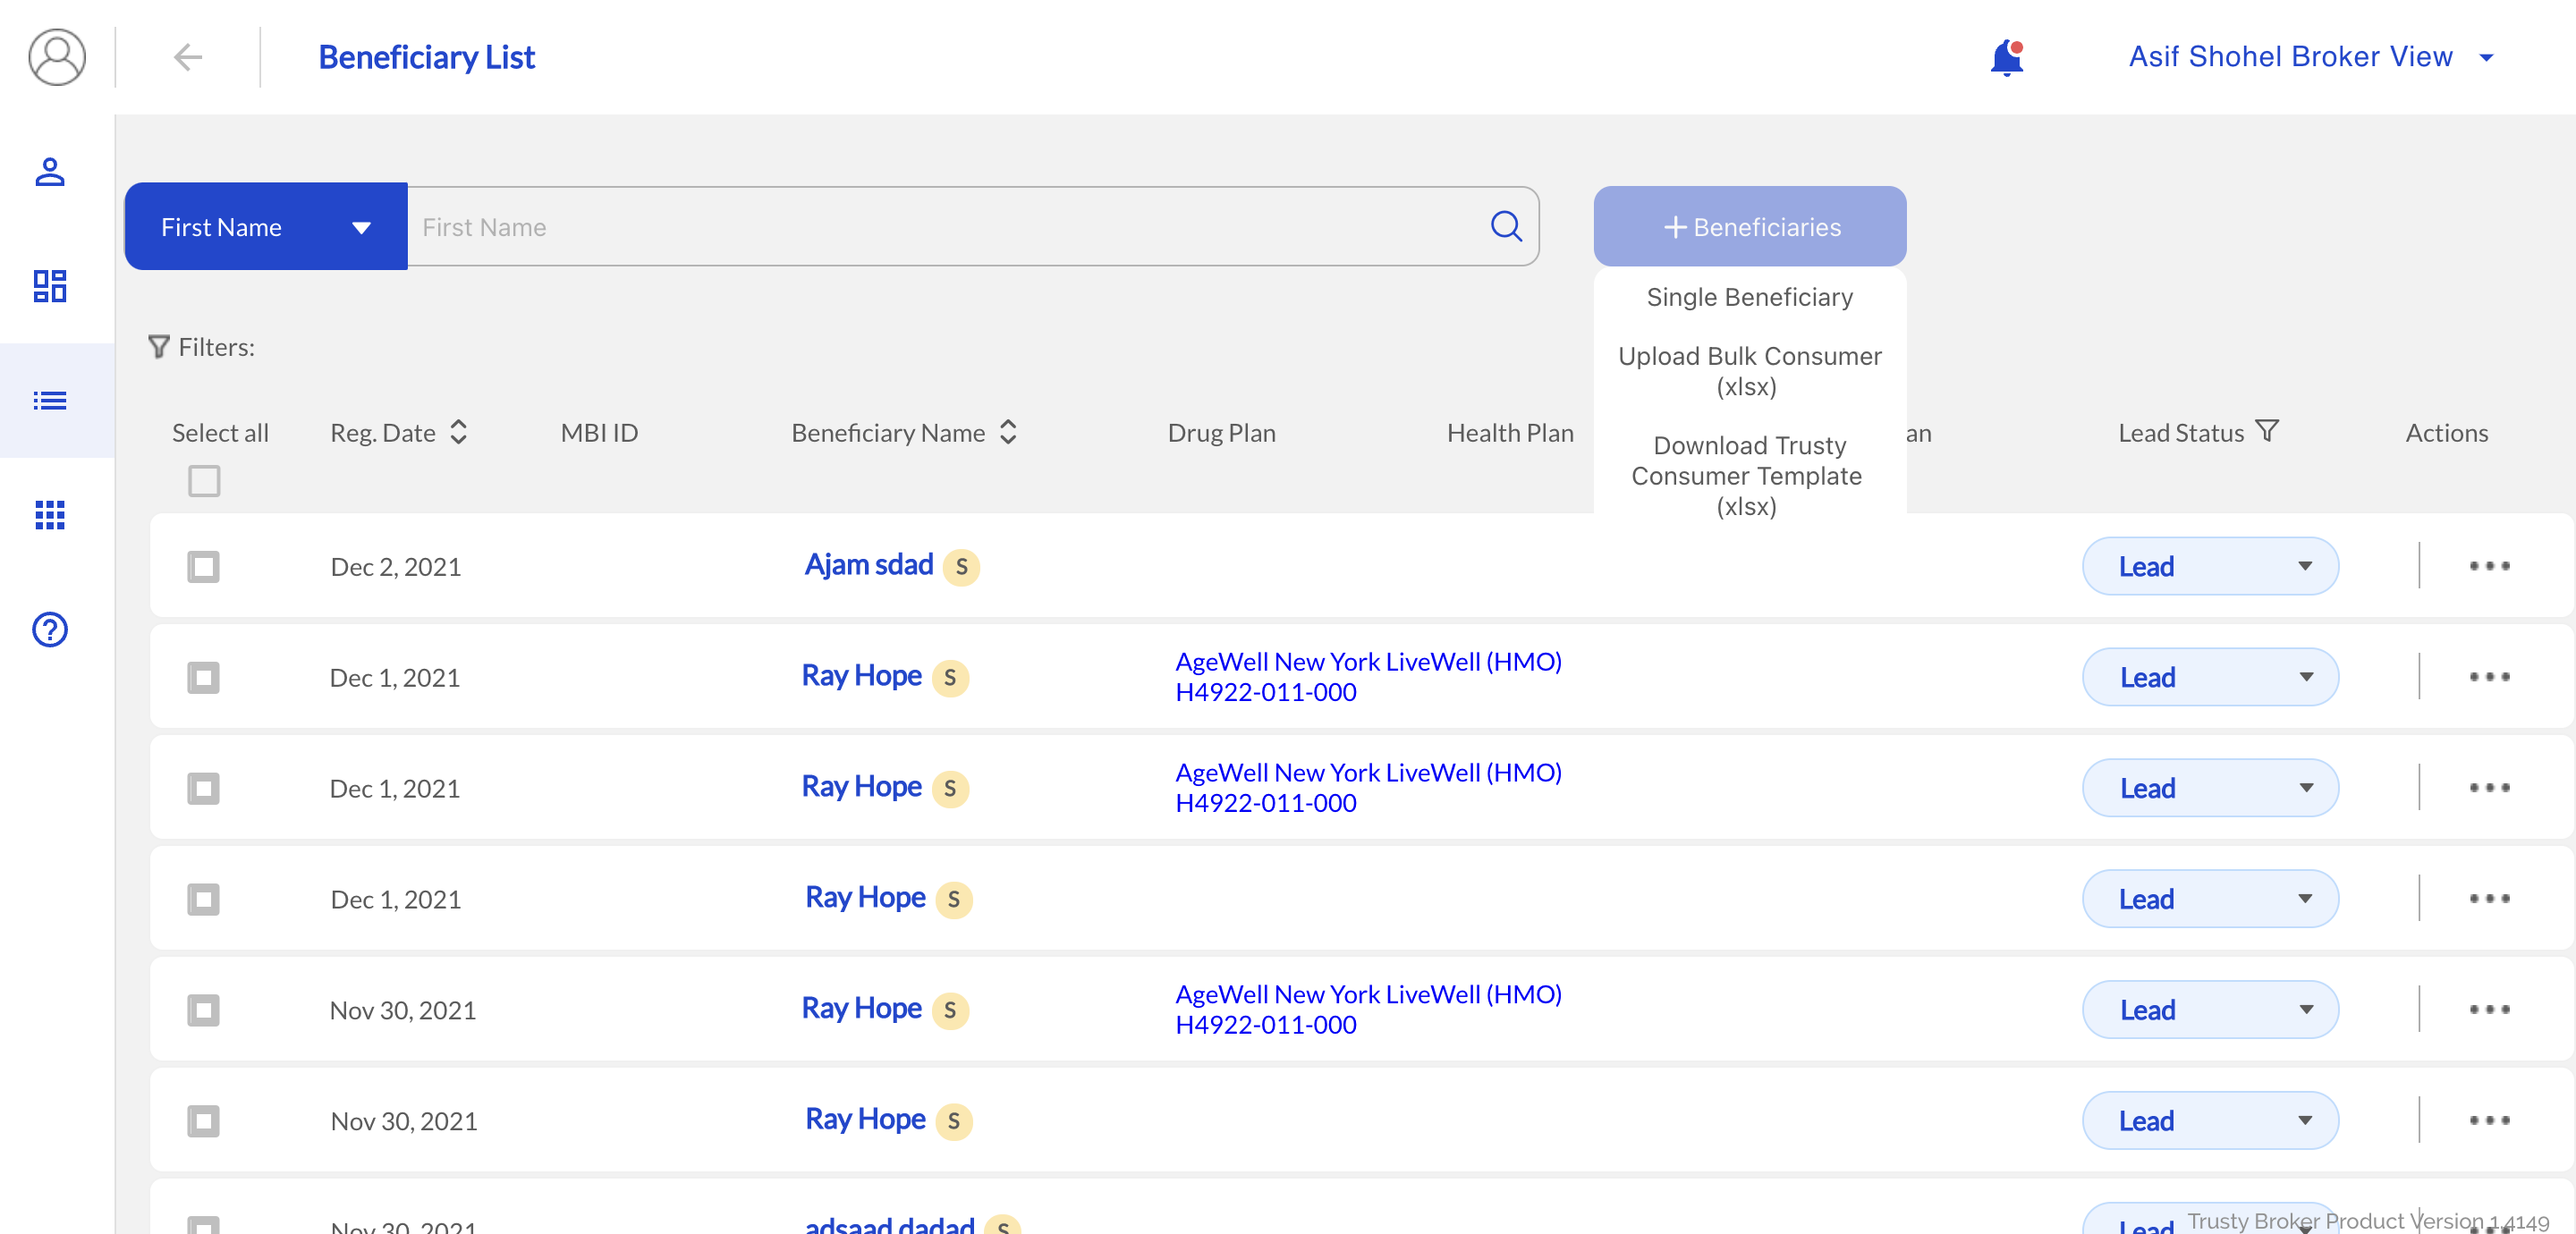 Beneficiary List
Asif Shohel Broker View
First Name
First Name
+ Beneficiaries
Single Beneficiary
Upload Bulk Consumer
(xlsx)
Download Trusty
Consumer Template
(xlsx)
Filters:
Select all
Reg. Date
MBI ID
Beneficiary Name
Drug Plan
Health Plan
an
Lead Status
Actions
Dec 2, 2021
Ajam sdad
S
Lead
Dec 1, 2021
Ray Hope
S
AgeWell New York LiveWell (HMO)
H4922-011-000
Lead
Dec 1, 2021
Ray Hope
S
AgeWell New York LiveWell (HMO)
H4922-011-000
Lead
Dec 1, 2021
Ray Hope
S
Lead
Nov 30, 2021
Ray Hope
S
AgeWell New York LiveWell (HMO)
H4922-011-000
Lead
Nov 30, 2021
Ray Hope
S
Lead
Nov 30, 2021
adsaad dadad
S
Lead
Trusty Broker Product Version 1.4149